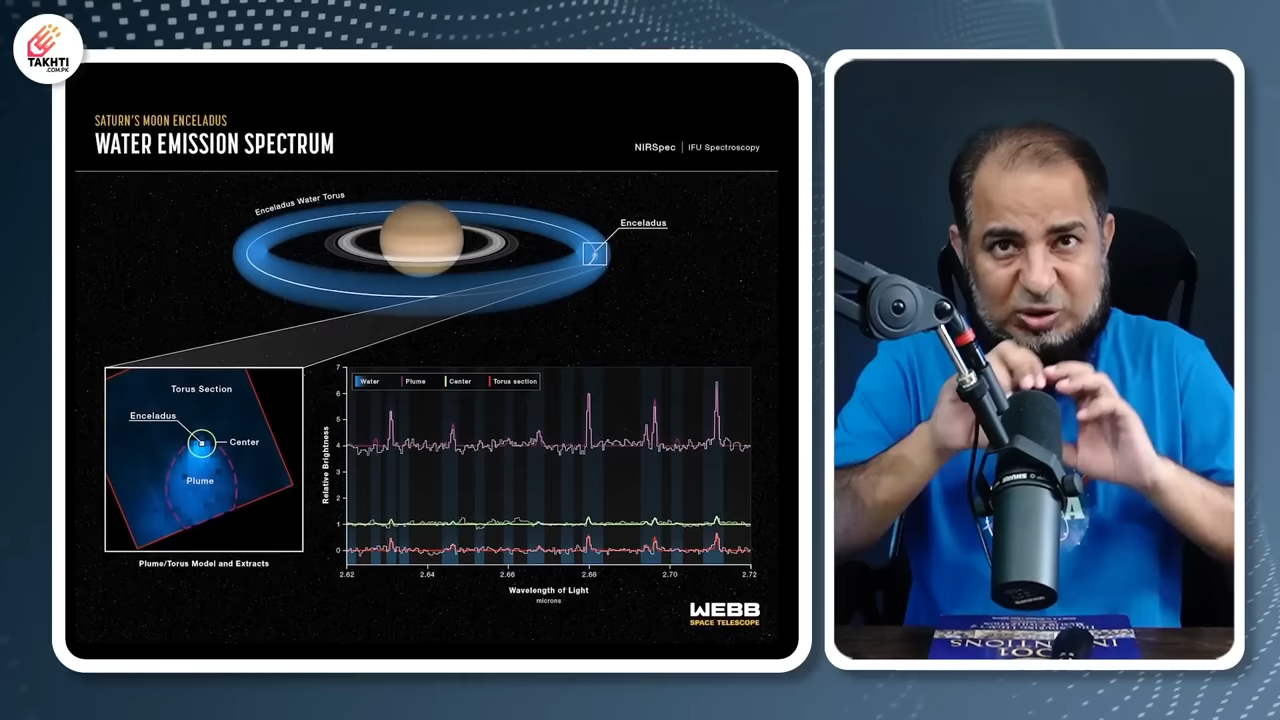 TAKHTI
.COM.PK
SATURN'S MOON ENCELADUS
WATER EMISSION SPECTRUM
NIRSpec | IFU Spectroscopy
Enceladus Water Torus
Enceladus
Torus Section
Enceladus
Center
Plume
Plume/Torus Model and Extracts
Water Plume Center Torus section
Relative Brightness
7
6
5
4
3
2
1
0
2.62 2.64 2.66 2.68 2.70 2.72
Wavelength of Light
microns
WEBB
SPACE TELESCOPE
SHURE
1001